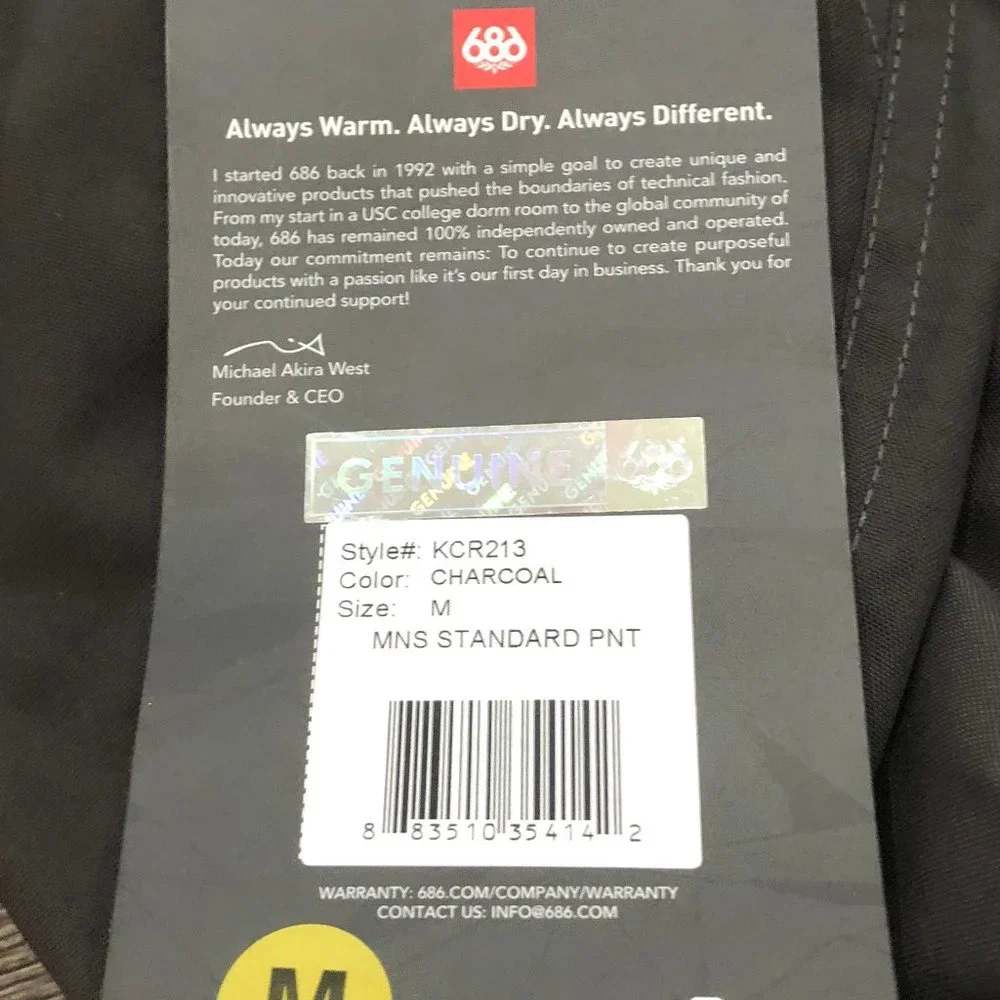 686
Always Warm. Always Dry. Always Different.
I started 686 back in 1992 with a simple goal to create unique and
innovative products that pushed the boundaries of technical fashion.
From my start in a USC college dorm room to the global community of
today, 686 has remained 100% independently owned and operated.
Today our commitment remains: To continue to create purposeful
products with a passion like it's our first day in business. Thank you for
your continued support!
Michael Akira West
Founder & CEO
GENUINE 686
Style#: KCR213
Color: CHARCOAL
Size: M
MNS STANDARD PNT
8 83510 35414 2
WARRANTY: 686.COM/COMPANY/WARRANTY
CONTACT US: INFO@686.COM
M